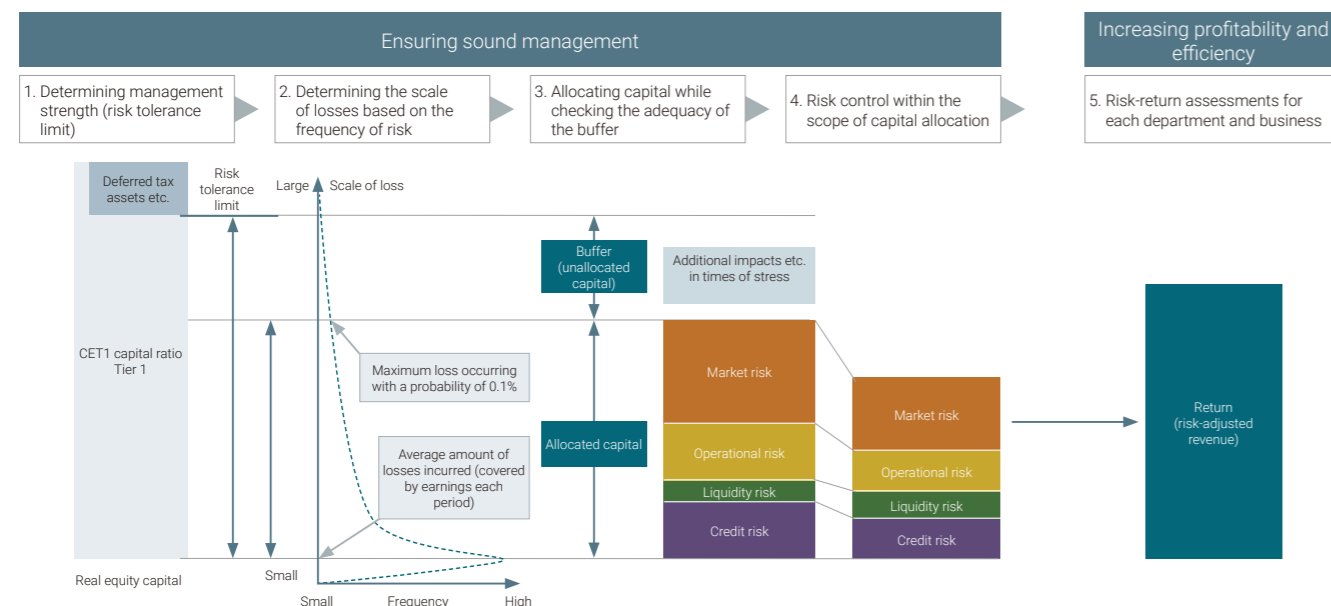 Ensuring sound management
Increasing profitability and
efficiency
1. Determining management
strength (risk tolerance
limit)
2. Determining the scale
of losses based on the
frequency of risk
3. Allocating capital while
checking the adequacy of
the buffer
4. Risk control within the
scope of capital allocation
5. Risk-return assessments for
each department and business
Deferred tax
assets etc.
Risk
tolerance
limit
Large
Scale of loss
Buffer
(unallocated
capital)
Additional impacts etc.
in times of stress
CET1 capital ratio
Tier 1
Maximum loss occurring
with a probability of 0.1%
Market risk
Market risk
Return
(risk-adjusted
revenue)
Average amount of
losses incurred (covered
by earnings each
period)
Allocated capital
Operational risk
Operational risk
Liquidity risk
Liquidity risk
Credit risk
Credit risk
Real equity capital
Small
Small
Frequency
High